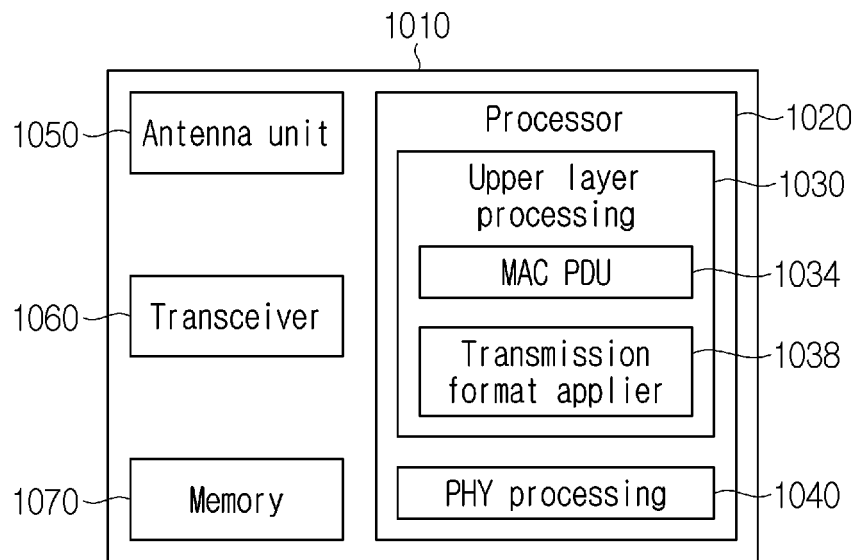 1010
1050
Antenna unit
Processor
1020
Upper layer
processing
1030
MAC PDU
1034
1060
Transceiver
Transmission
format applier
1038
1070
Memory
PHY processing
1040